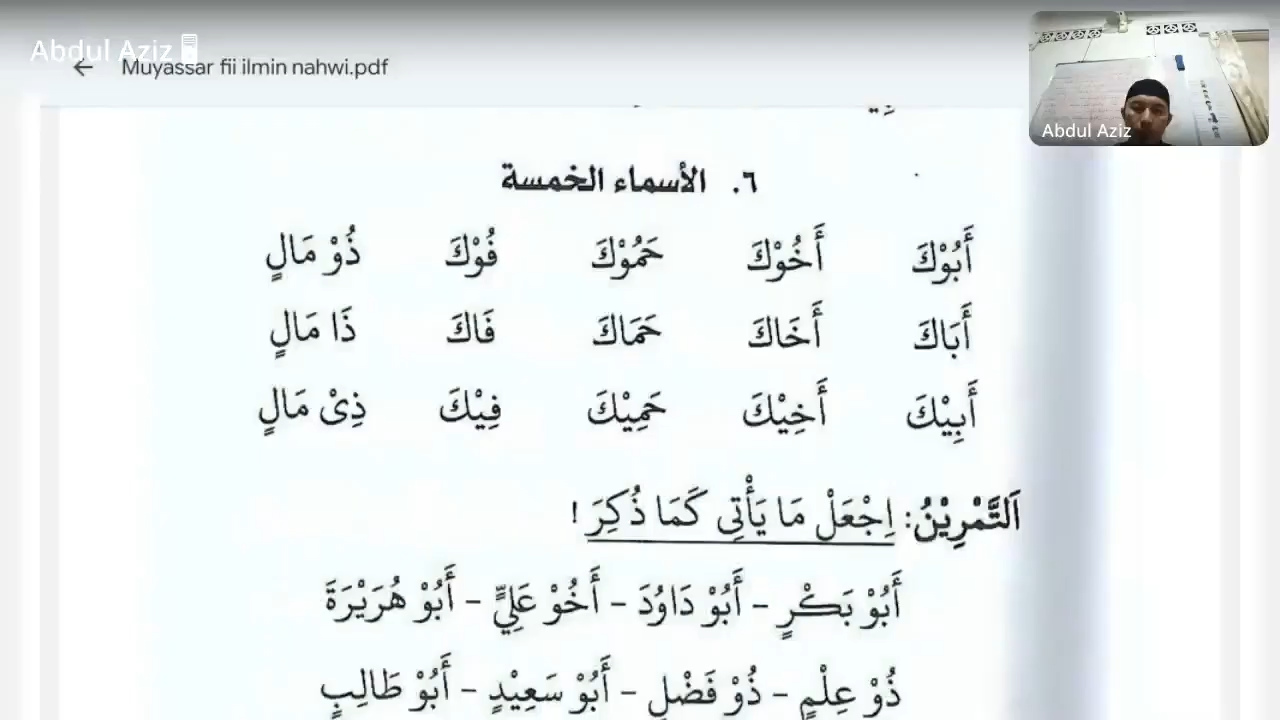 Abdul Aziz
Muyassar fii ilmin nahwi.pdf
Abdul Aziz
٦. الأسماء الخمسة
أَبُوْكَ أَخُوْكَ حَمُوْكَ فُوْكَ ذُوْ مَالٍ
أَبَاكَ أَخَاكَ حَمَاكَ فَاكَ ذَا مَالٍ
أَبِيْكَ أَخِيْكَ حَمِيْكَ فِيْكَ ذِىْ مَالٍ
اَلتَّمْرِيْنُ: اِجْعَلْ مَا يَأْتِى كَمَا ذُكِرَ !
أَبُوْ بَكْرٍ – أَبُوْ دَاوُدَ – أَخُوْ عَلِيٍّ – أَبُوْ هُرَيْرَةَ
ذُوْ عِلْمٍ – ذُوْ فَضْلٍ – أَبُوْ سَعِيْدٍ – أَبُوْ طَالِبٍ